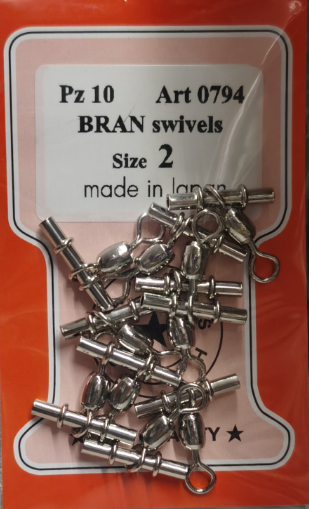 Pz 10 Art 0794
BRAN swivels
Size 2
made in Japan